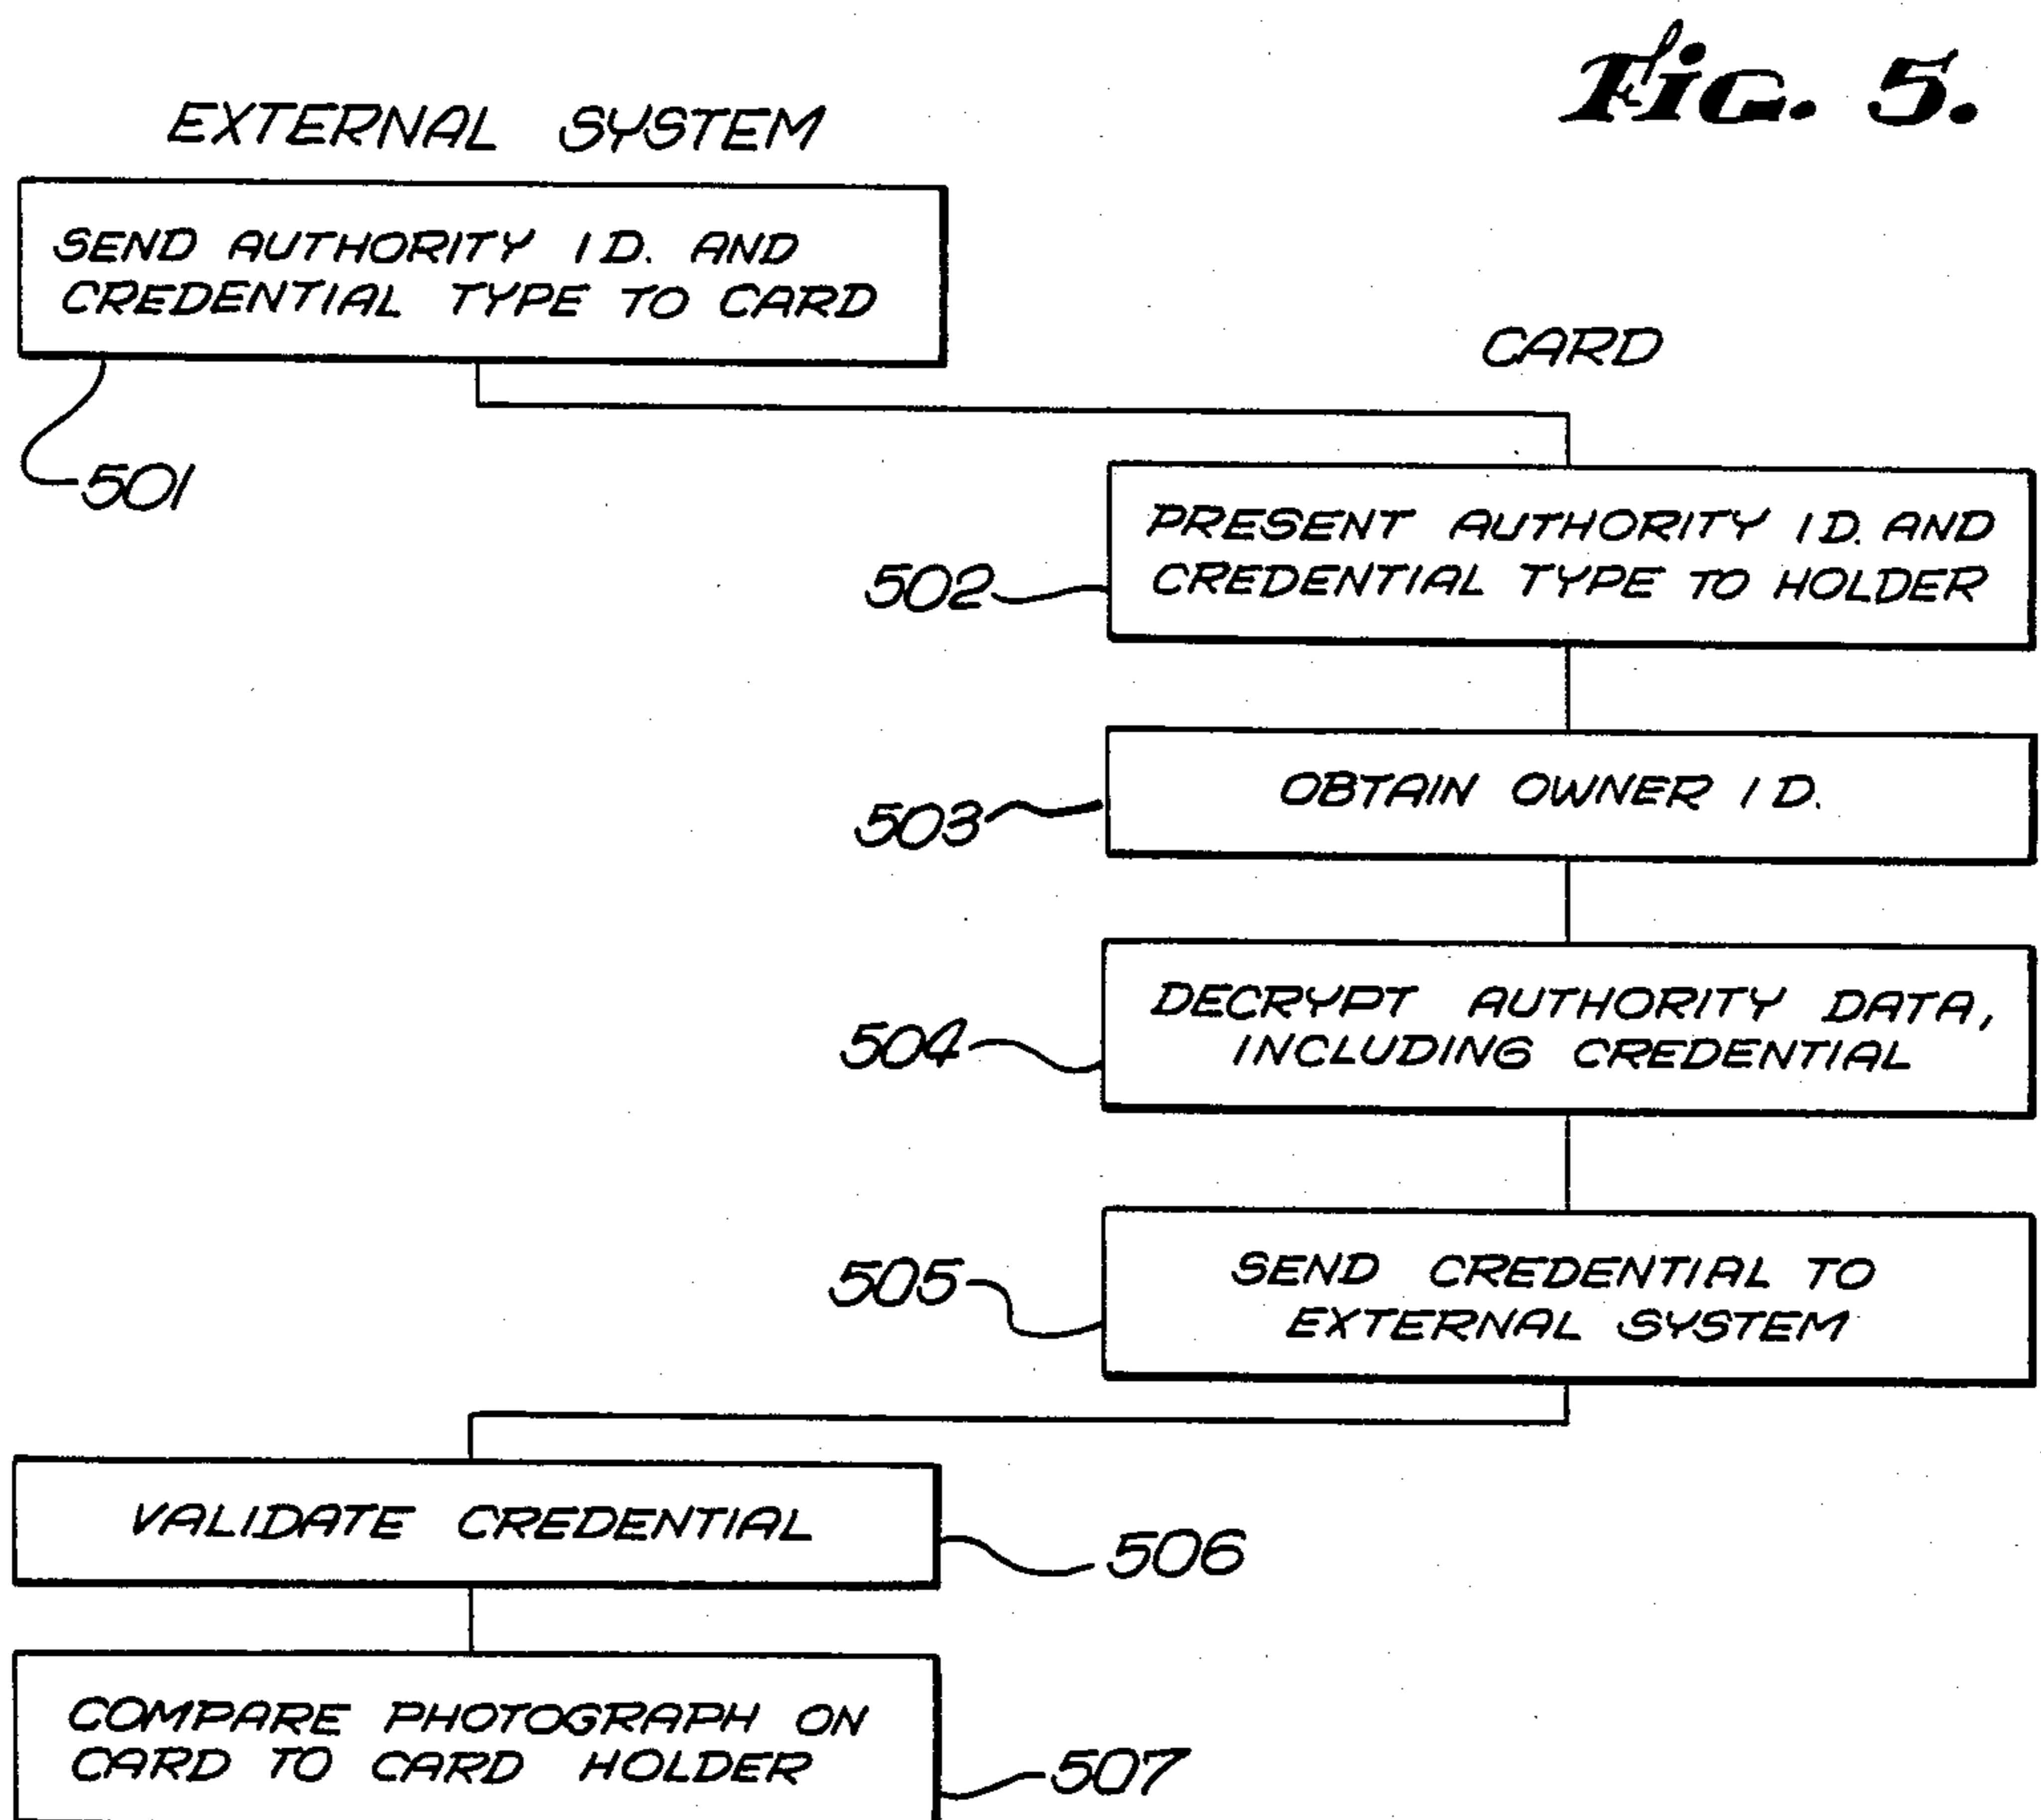 Fig. 5.
EXTERNAL SYSTEM
SEND AUTHORITY I D. AND
CREDENTIAL TYPE TO CARD
501
CARD
PRESENT AUTHORITY I D. AND
CREDENTIAL TYPE TO HOLDER
502
OBTAIN OWNER I D.
503
DECRYPT AUTHORITY DATA,
INCLUDING CREDENTIAL
504
SEND CREDENTIAL TO
EXTERNAL SYSTEM
505
VALIDATE CREDENTIAL
506
COMPARE PHOTOGRAPH ON
CARD TO CARD HOLDER
507